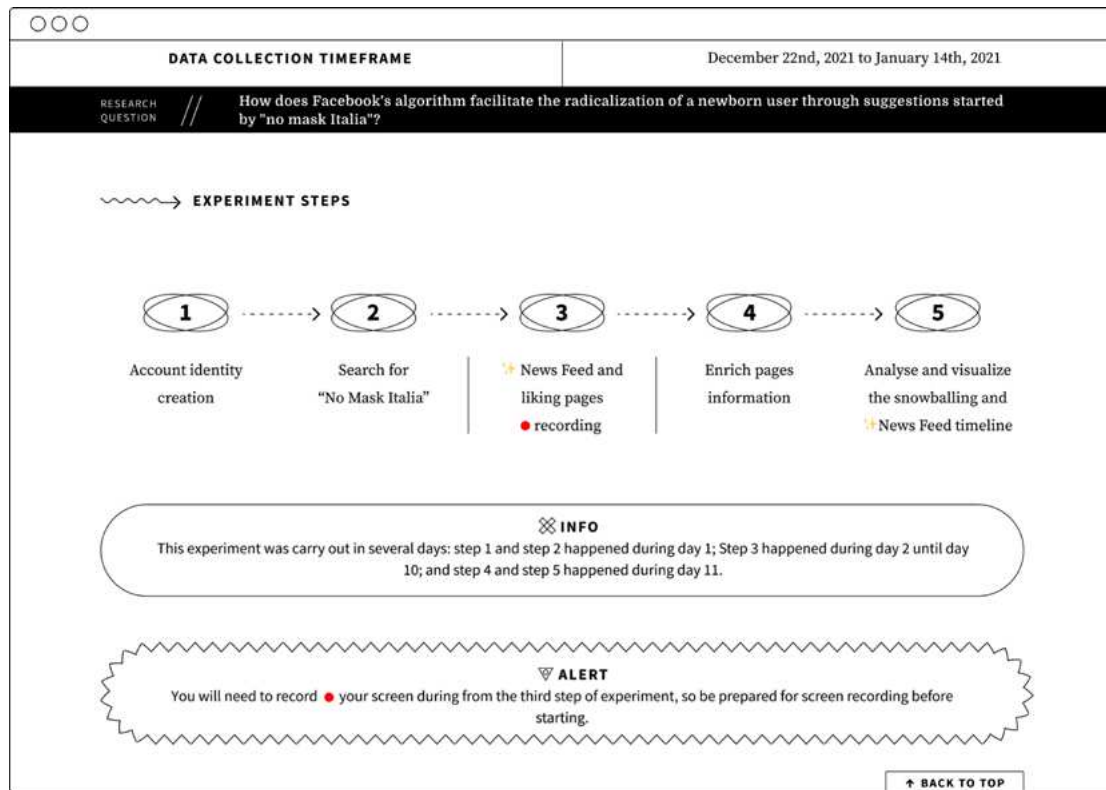 DATA COLLECTION TIMEFRAME
December 22nd, 2021 to January 14th, 2021
RESEARCH
QUESTION
//
How does Facebook's algorithm facilitate the radicalization of a newborn user through suggestions started
by "no mask Italia"?
EXPERIMENT STEPS
1
2
3
4
5
Account identity
creation
Search for
“No Mask Italia”
✨ News Feed and
liking pages
🔴 recording
Enrich pages
information
Analyse and visualize
the snowballing and
✨News Feed timeline
INFO
This experiment was carry out in several days: step 1 and step 2 happened during day 1; Step 3 happened during day 2 until day
10; and step 4 and step 5 happened during day 11.
ALERT
You will need to record 🔴 your screen during from the third step of experiment, so be prepared for screen recording before
starting.
↑ BACK TO TOP